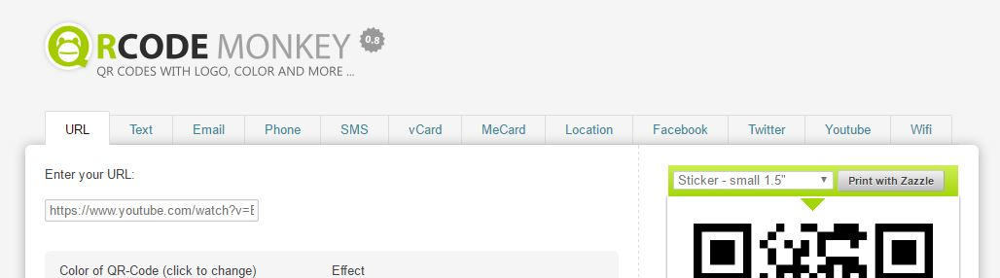 QRCODE MONKEY 0.8
QR CODES WITH LOGO, COLOR AND MORE ...
URL Text Email Phone SMS vCard MeCard Location Facebook Twitter Youtube Wifi
Enter your URL:
Sticker - small 1.5" Print with Zazzle
https://www.youtube.com/watch?v=E
Color of QR-Code (click to change) Effect